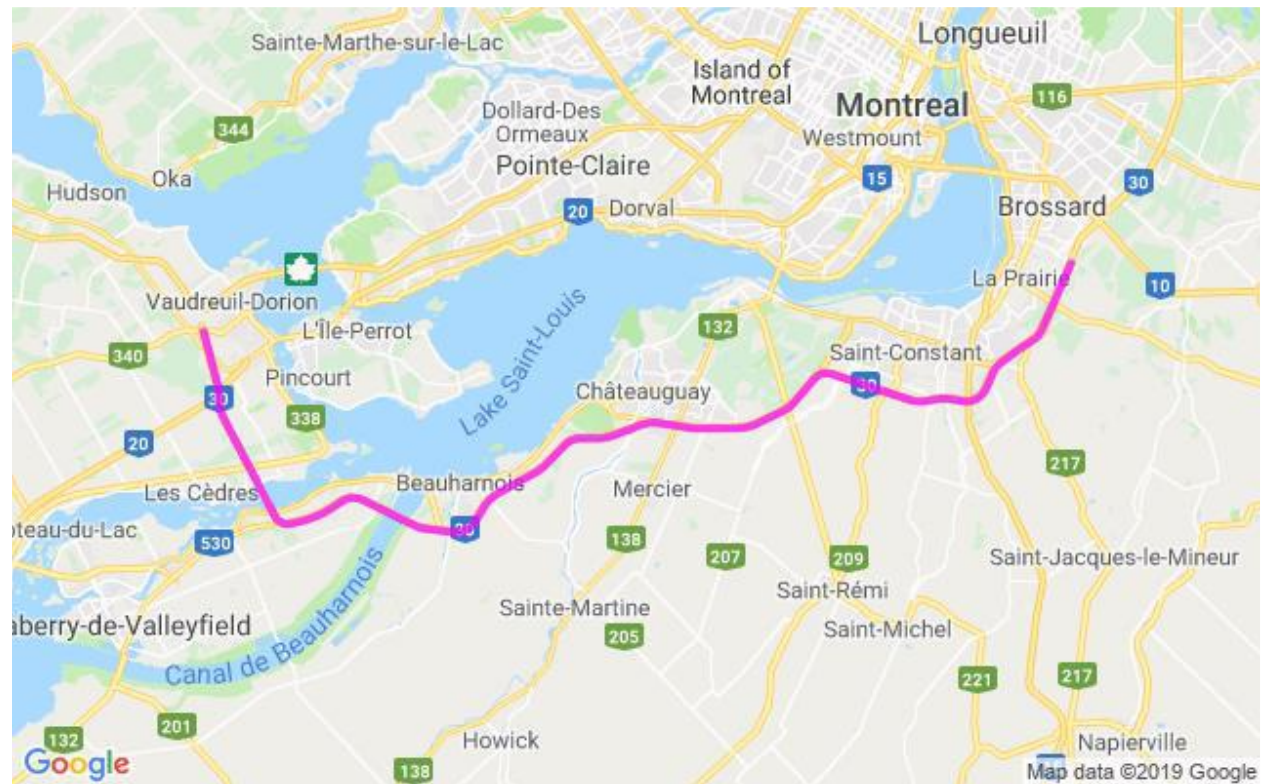 Longueuil
Sainte-Marthe-sur-le-Lac
Island of
Montreal
Montreal
116
Dollard-Des
Ormeaux
344
Westmount
Pointe-Claire
15
30
Oka
Hudson
20
Dorval
Brossard
La Prairie
10
Vaudreuil-Dorion
L'Île-Perrot
132
340
Saint-Constant
Pincourt
Lake Saint-Louis
Châteauguay
30
30
338
20
217
Les Cèdres
Beauharnois
Mercier
oteau-du-Lac
530
30
138
207
209
Saint-Jacques-le-Mineur
Saint-Rémi
Sainte-Martine
aberry-de-Valleyfield
205
Saint-Michel
Canal de Beauharnois
221
217
201
132
Howick
Napierville
Google
138
Map data ©2019 Google